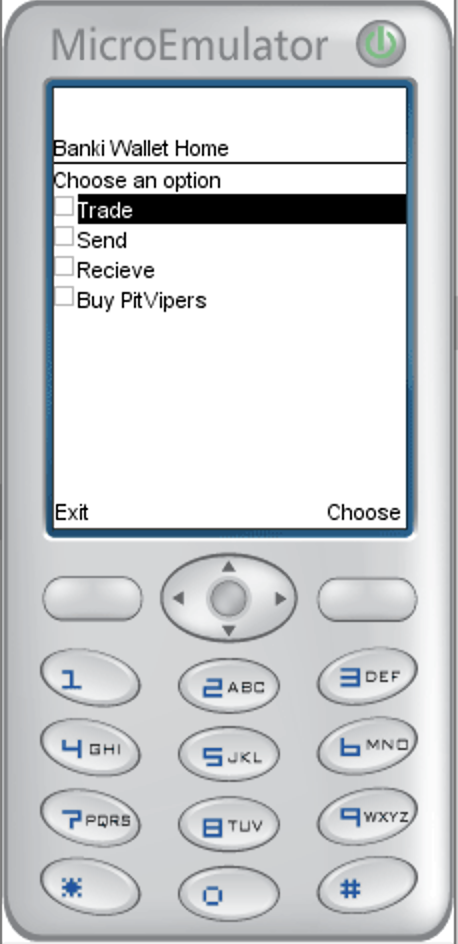 MicroEmulator
Banki Wallet Home
Choose an option
Trade
Send
Recieve
Buy PitVipers
Exit Choose
1 2 ABC 3 DEF
4 GHI 5 JKL 6 MNO
7 PQRS 8 TUV 9 WXYZ
* 0 #